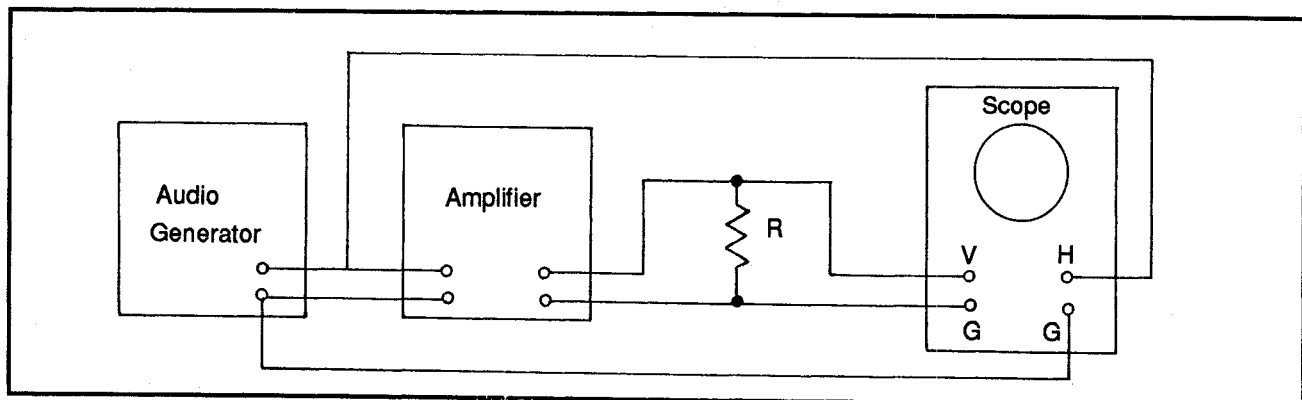 Scope
Audio
Generator
Amplifier
R
V H
G G